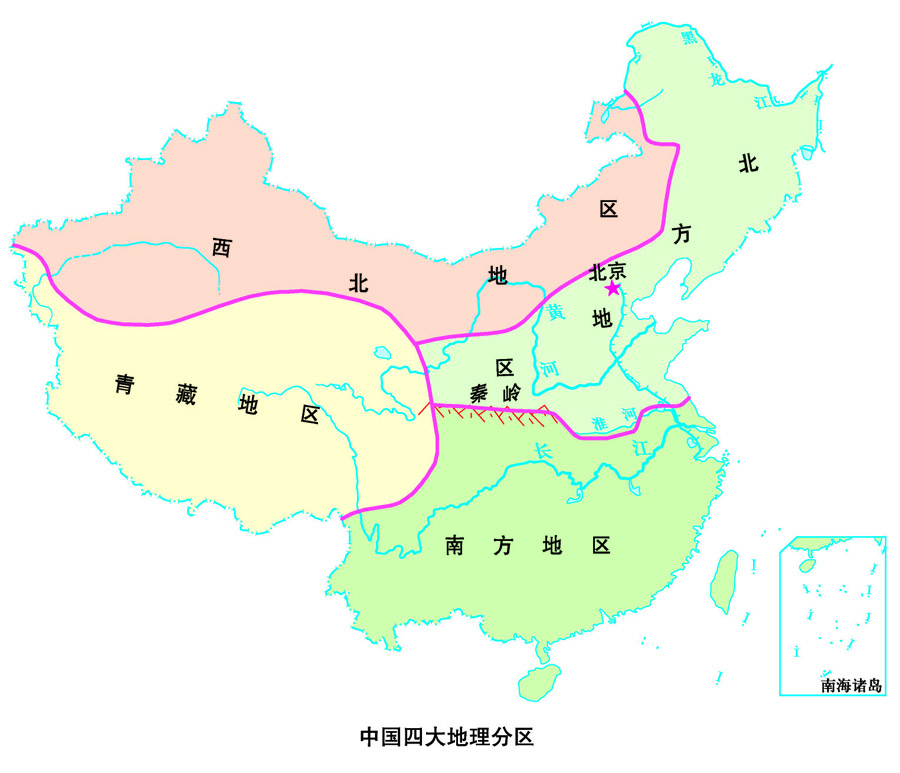 黑龙江
北方地区
西北地区
北京
黄河
秦岭
青藏地区
淮河
长江
南方地区
南海诸岛
中国四大地理分区